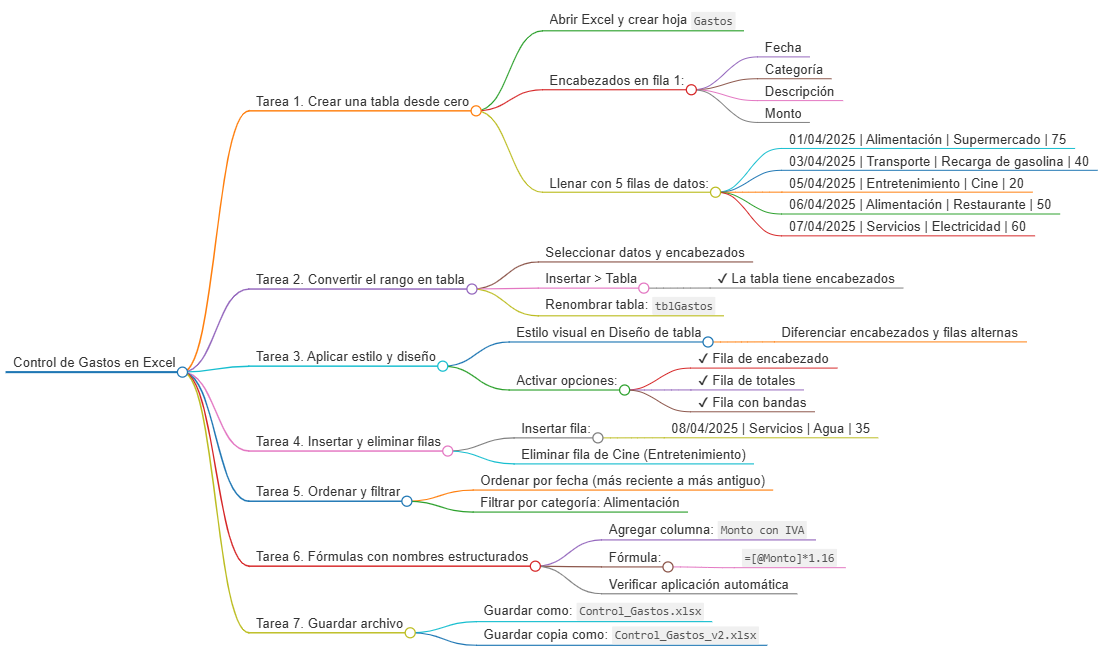 Control de Gastos en Excel
Tarea 1. Crear una tabla desde cero
Abrir Excel y crear hoja Gastos
Encabezados en fila 1:
Fecha
Categoría
Descripción
Monto
Llenar con 5 filas de datos:
01/04/2025 | Alimentación | Supermercado | 75
03/04/2025 | Transporte | Recarga de gasolina | 40
05/04/2025 | Entretenimiento | Cine | 20
06/04/2025 | Alimentación | Restaurante | 50
07/04/2025 | Servicios | Electricidad | 60
Tarea 2. Convertir el rango en tabla
Seleccionar datos y encabezados
Insertar > Tabla
✓ La tabla tiene encabezados
Renombrar tabla: tblGastos
Tarea 3. Aplicar estilo y diseño
Estilo visual en Diseño de tabla
Diferenciar encabezados y filas alternas
Activar opciones:
✓ Fila de encabezado
✓ Fila de totales
✓ Fila con bandas
Tarea 4. Insertar y eliminar filas
Insertar fila:
08/04/2025 | Servicios | Agua | 35
Eliminar fila de Cine (Entretenimiento)
Tarea 5. Ordenar y filtrar
Ordenar por fecha (más reciente a más antiguo)
Filtrar por categoría: Alimentación
Tarea 6. Fórmulas con nombres estructurados
Agregar columna: Monto con IVA
Fórmula:
=[@Monto]*1.16
Verificar aplicación automática
Tarea 7. Guardar archivo
Guardar como: Control_Gastos.xlsx
Guardar copia como: Control_Gastos_v2.xlsx